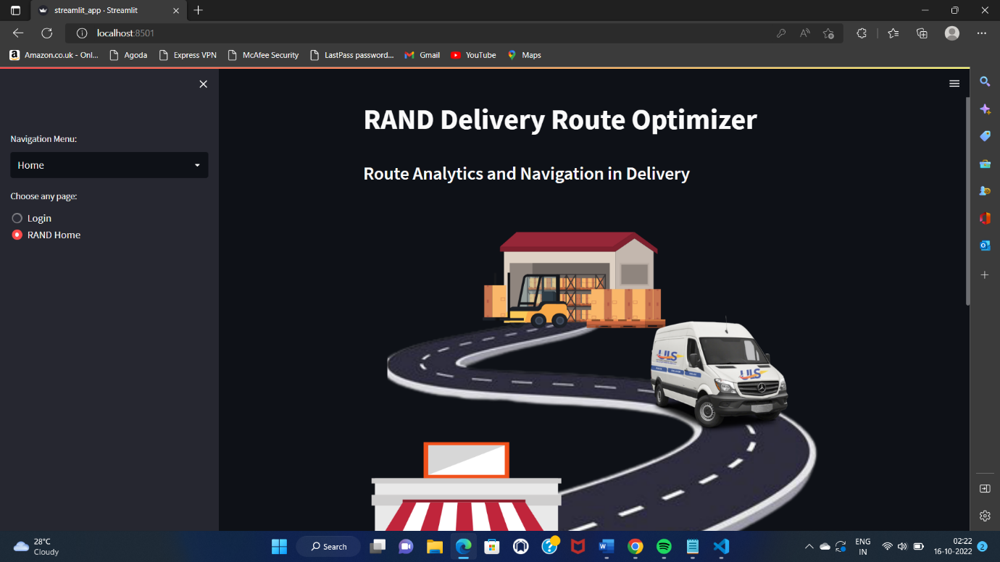 streamlit_app · Streamlit
localhost:8501
Amazon.co.uk - Onl...
Agoda
Express VPN
McAfee Security
LastPass password...
Gmail
YouTube
Maps
Navigation Menu:
Home
Choose any page:
Login
RAND Home
RAND Delivery Route Optimizer
Route Analytics and Navigation in Delivery
ULS
ULS
28°C
Cloudy
Search
ENG
IN
02:22
16-10-2022
2